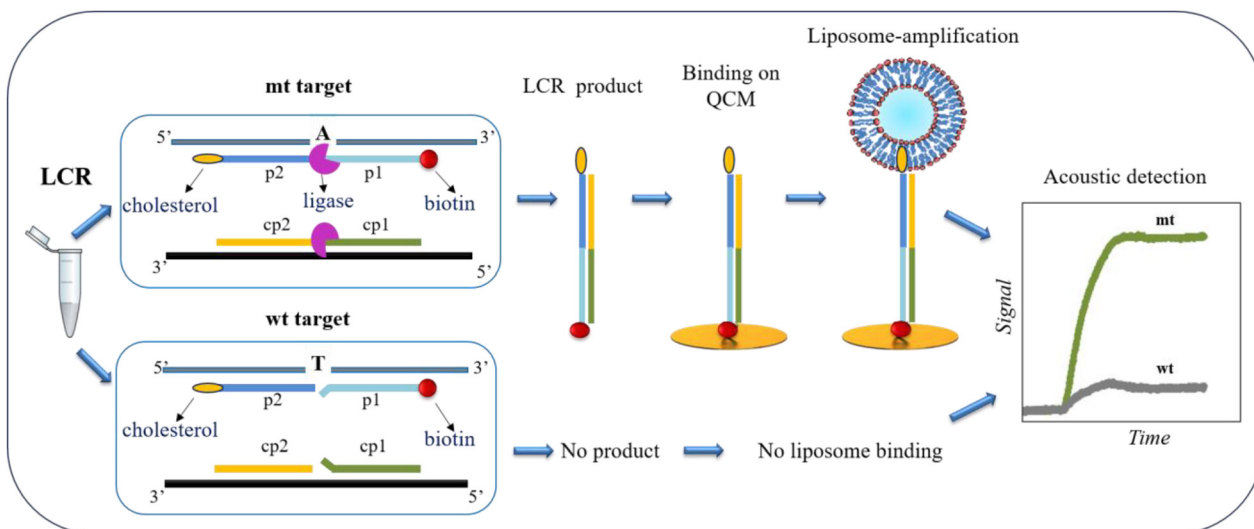 LCR
mt target
5’
A
3’
p2
p1
cholesterol
ligase
biotin
cp2
cp1
3’
5’
wt target
5’
T
3’
p2
p1
cholesterol
biotin
cp2
cp1
3’
5’
LCR product
Binding on
QCM
Liposome-amplification
No product
No liposome binding
Acoustic detection
mt
Signal
wt
Time